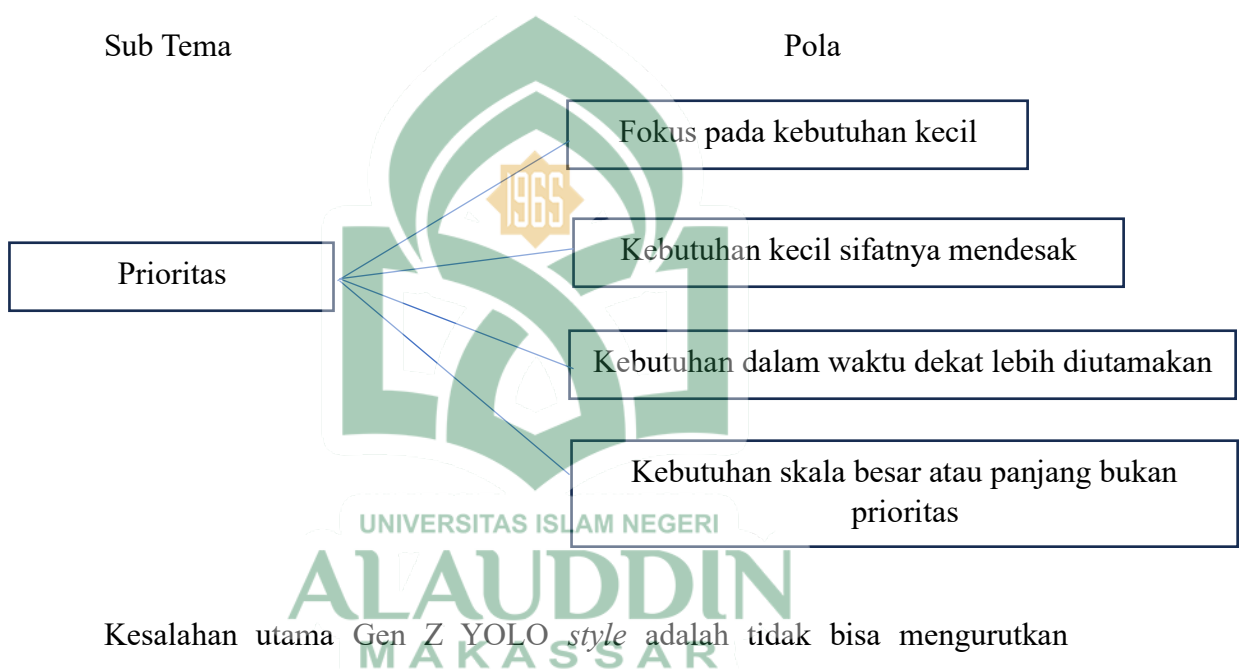 Sub Tema
Pola
Fokus pada kebutuhan kecil
1965
Kebutuhan kecil sifatnya mendesak
Prioritas
Kebutuhan dalam waktu dekat lebih diutamakan
Kebutuhan skala besar atau panjang bukan
prioritas
UNIVERSITAS ISLAM NEGERI
ALAUDDIN
Kesalahan utama Gen Z YOLO style adalah tidak bisa mengurutkan
MAKASSAR